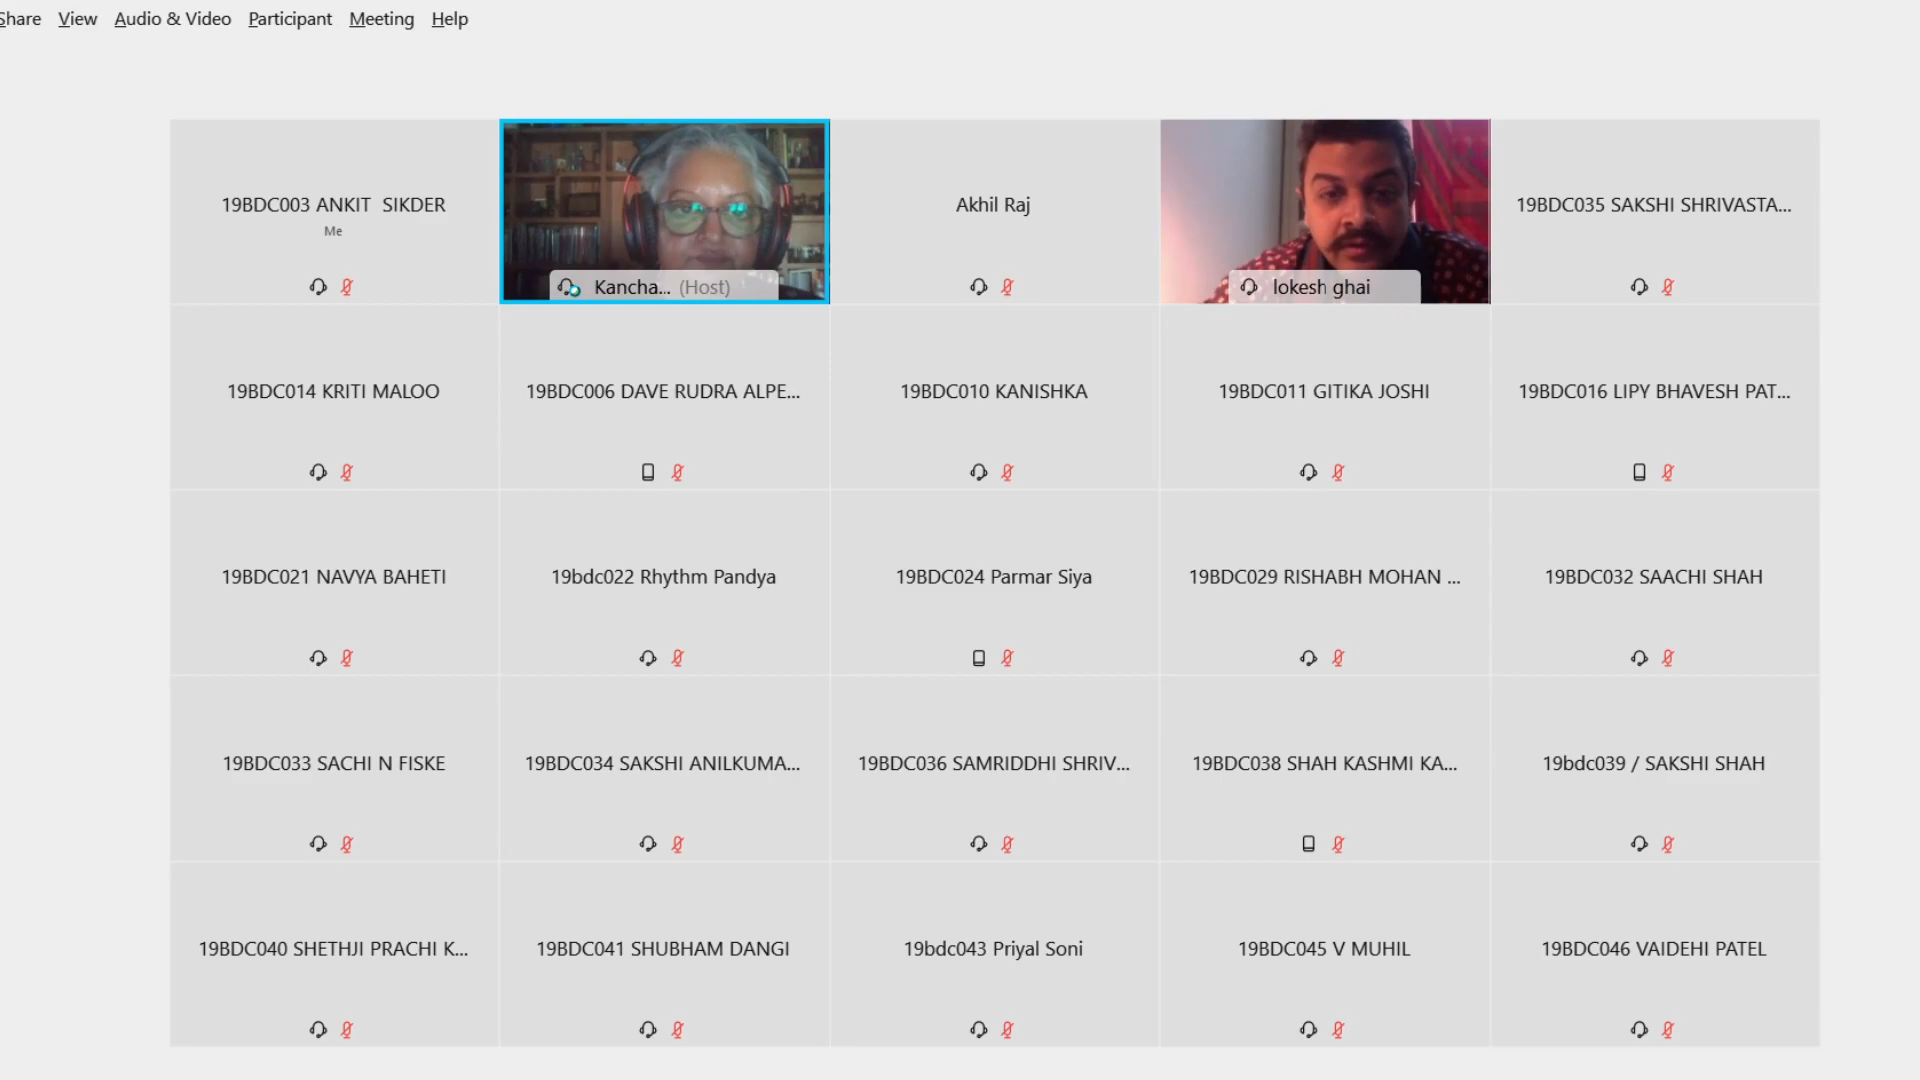 Share View Audio & Video Participant Meeting Help
19BDC003 ANKIT SIKDER
Me
Kancha... (Host)
Akhil Raj
lokesh ghai
19BDC035 SAKSHI SHRIVASTA...
19BDC014 KRITI MALOO
19BDC006 DAVE RUDRA ALPE...
19BDC010 KANISHKA
19BDC011 GITIKA JOSHI
19BDC016 LIPY BHAVESH PAT...
19BDC021 NAVYA BAHETI
19bdc022 Rhythm Pandya
19BDC024 Parmar Siya
19BDC029 RISHABH MOHAN ...
19BDC032 SAACHI SHAH
19BDC033 SACHI N FISKE
19BDC034 SAKSHI ANILKUMA...
19BDC036 SAMRIDDHI SHRIV...
19BDC038 SHAH KASHMI KA...
19bdc039 / SAKSHI SHAH
19BDC040 SHETHJI PRACHI K...
19BDC041 SHUBHAM DANGI
19bdc043 Priyal Soni
19BDC045 V MUHIL
19BDC046 VAIDEHI PATEL